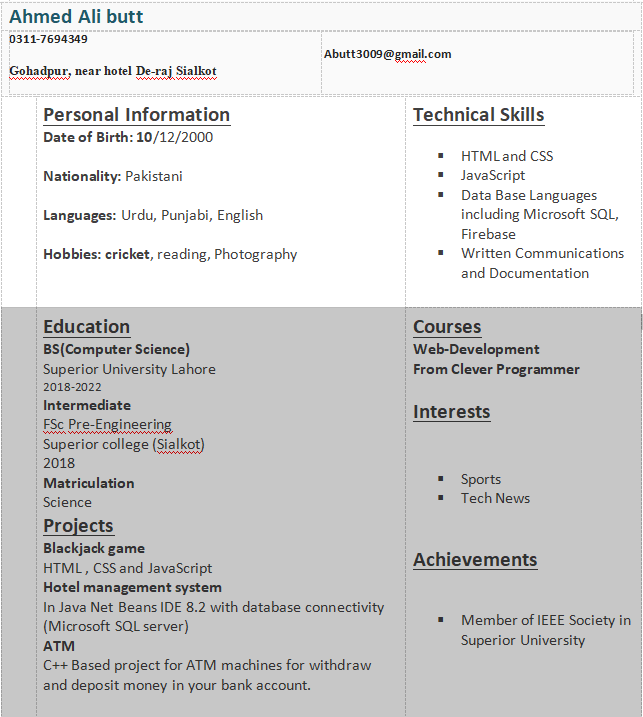 Ahmed Ali butt
0311-7694349
Gohadpur, near hotel De-raj Sialkot
Abutt3009@gmail.com
Personal Information
Date of Birth: 10/12/2000
Nationality: Pakistani
Languages: Urdu, Punjabi, English
Hobbies: cricket, reading, Photography
Technical Skills
▪ HTML and CSS
▪ JavaScript
▪ Data Base Languages
including Microsoft SQL,
Firebase
▪ Written Communications
and Documentation
Education
BS(Computer Science)
Superior University Lahore
2018-2022
Intermediate
FSc Pre-Engineering
Superior college (Sialkot)
2018
Matriculation
Science
Projects
Blackjack game
HTML , CSS and JavaScript
Hotel management system
In Java Net Beans IDE 8.2 with database connectivity
(Microsoft SQL server)
ATM
C++ Based project for ATM machines for withdraw
and deposit money in your bank account.
Courses
Web-Development
From Clever Programmer
Interests
▪ Sports
▪ Tech News
Achievements
▪ Member of IEEE Society in
Superior University